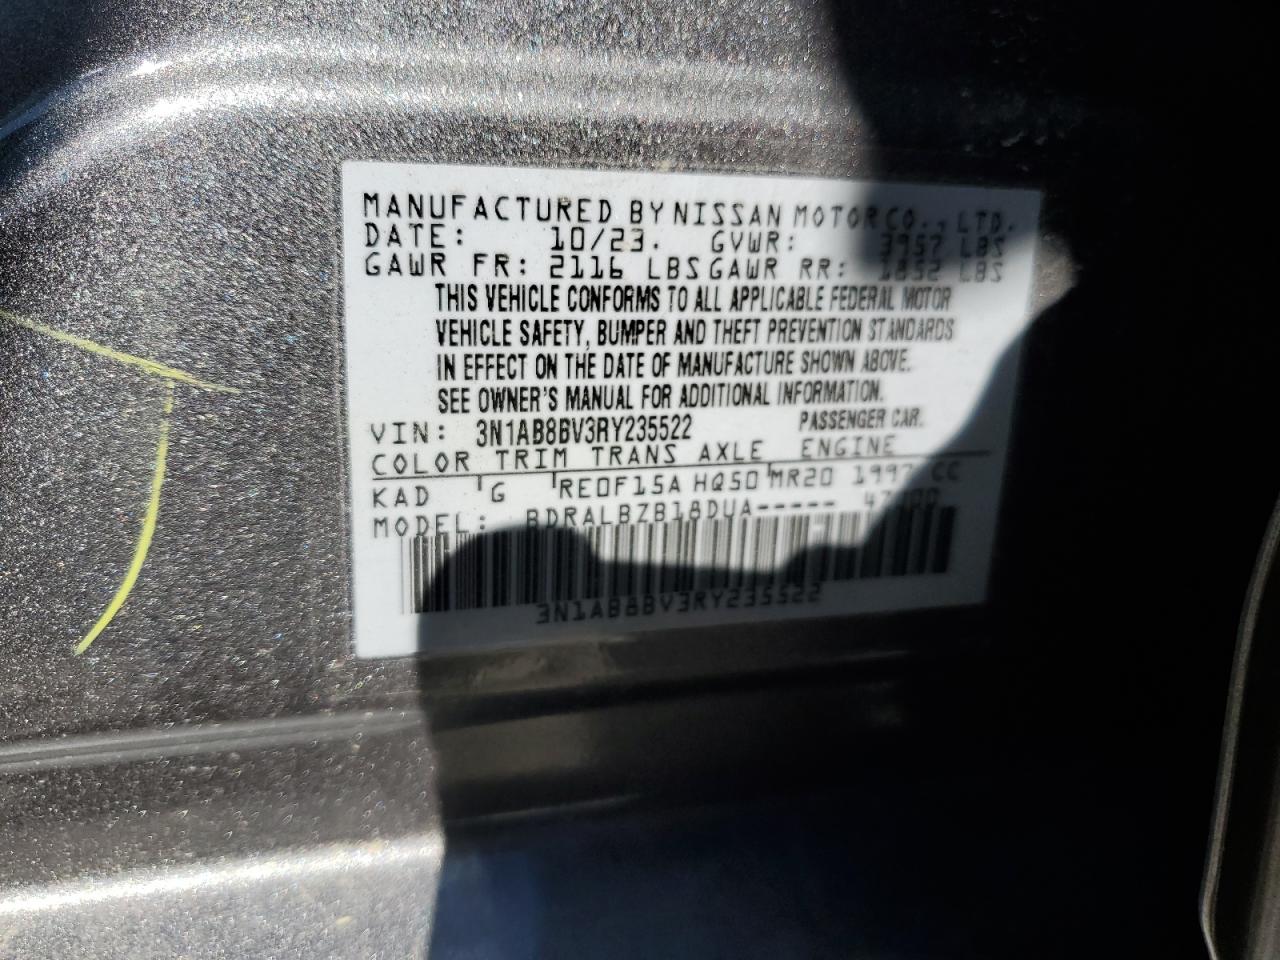 MANUFACTURED BY NISSAN MOTOR CO., LTD.
DATE: 10/23. GVWR: 3957 LBS
GAWR FR: 2116 LBS GAWR RR: 1852 LBS
THIS VEHICLE CONFORMS TO ALL APPLICABLE FEDERAL MOTOR
VEHICLE SAFETY, BUMPER AND THEFT PREVENTION STANDARDS
IN EFFECT ON THE DATE OF MANUFACTURE SHOWN ABOVE.
SEE OWNER'S MANUAL FOR ADDITIONAL INFORMATION.
VIN: 3N1AB8BV3RY235522 PASSENGER CAR.
COLOR TRIM TRANS AXLE ENGINE
KAD G RE0F15A HQ50 MR20 1997 CC
MODEL: BDRALBZB18DUA-----
3N1AB8BV3RY235522